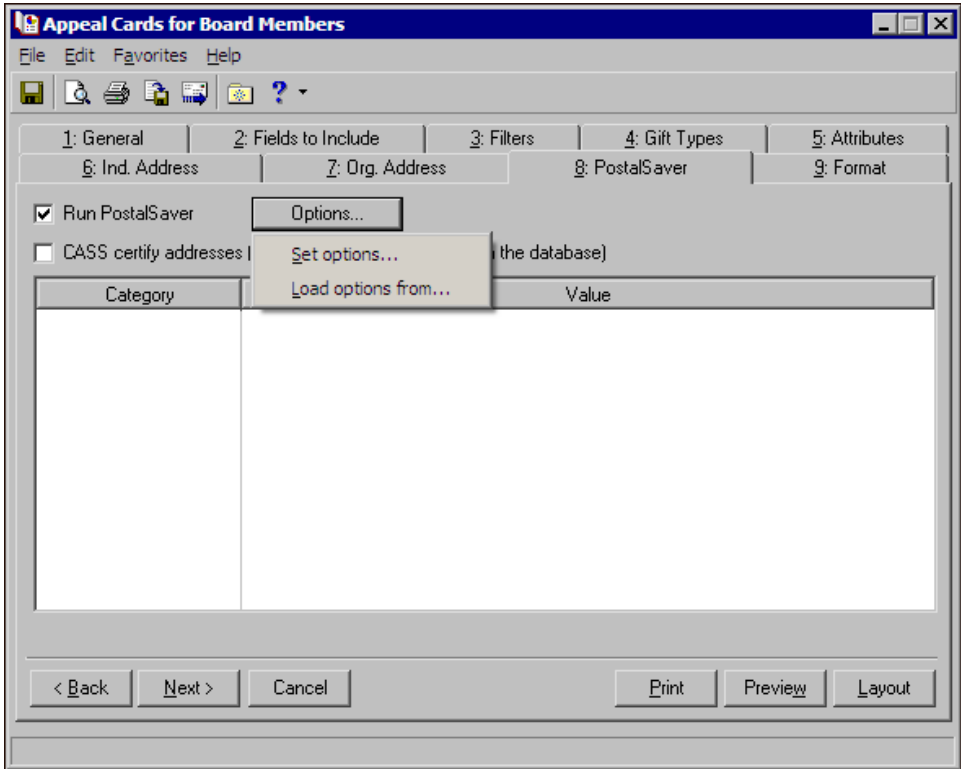 Appeal Cards for Board Members
File Edit Favorites Help
?
1: General 2: Fields to Include 3: Filters 4: Gift Types 5: Attributes
6: Ind. Address 7: Org. Address 8: PostalSaver 9: Format
Run PostalSaver Options...
CASS certify addresses ( the database)
Set options...
Load options from...
Category Value
< Back Next > Cancel Print Preview Layout